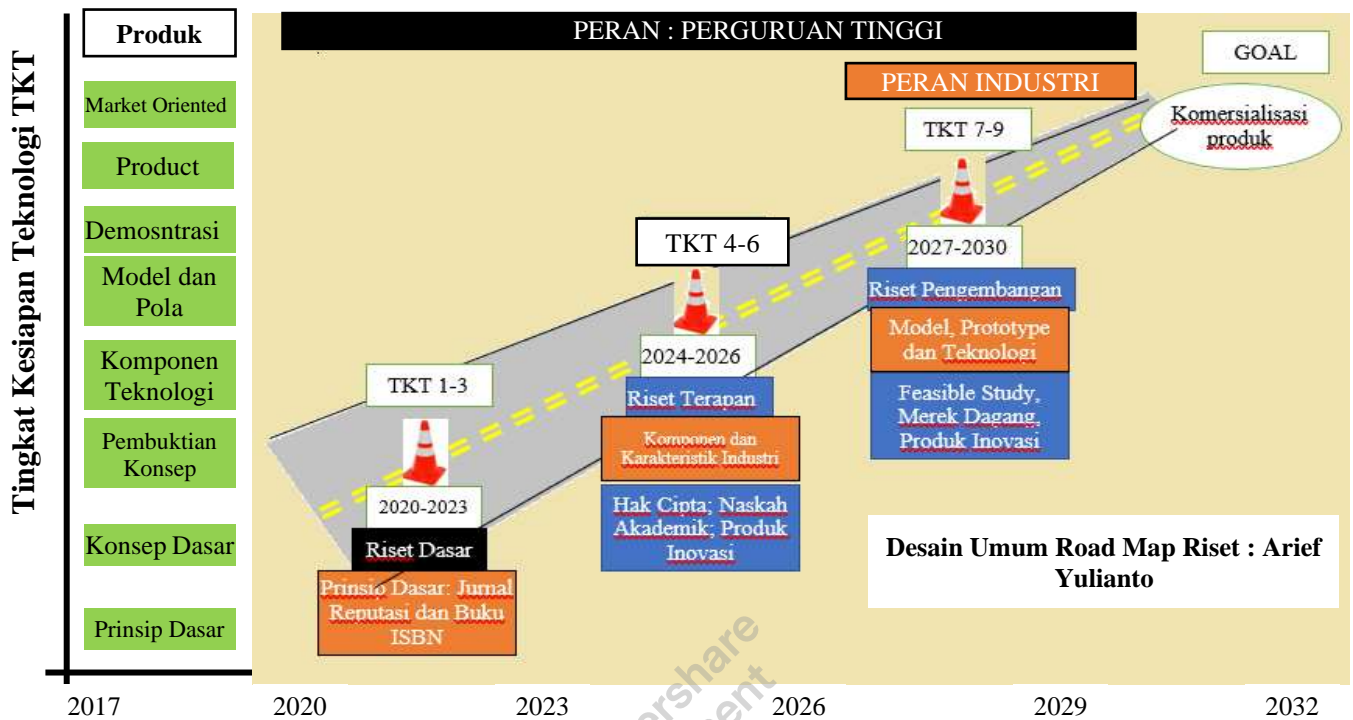 Tingkat Kesiapan Teknologi TKT
Produk
Market Oriented
Product
Demosntrasi
Model dan
Pola
Komponen
Teknologi
Pembuktian
Konsep
Konsep Dasar
Prinsip Dasar
PERAN : PERGURUAN TINGGI
PERAN INDUSTRI
GOAL
Komersialisasi
produk
TKT 7-9
2027-2030
Riset Pengembangan
Model, Prototype
dan Teknologi
Feasible Study,
Merek Dagang,
Produk Inovasi
TKT 4-6
2024-2026
Riset Terapan
Komponen dan
Karakteristik Industri
Hak Cipta; Naskah
Akademik; Produk
Inovasi
TKT 1-3
2020-2023
Riset Dasar
Prinsip Dasar: Jurnal
Reputasi dan Buku
ISBN
Desain Umum Road Map Riset : Arief
Yulianto
2017 2020 2023 2026 2029 2032